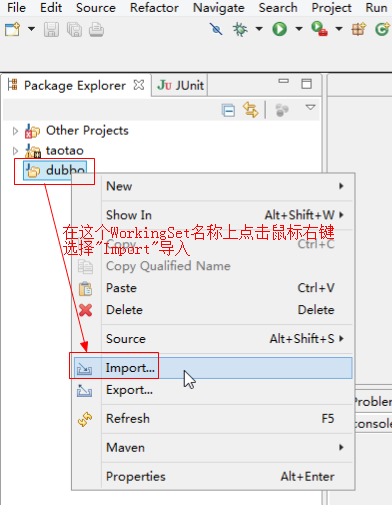 File Edit Source Refactor Navigate Search Project Run
Package Explorer JUnit
Other Projects
taotao
dubbo
New
在这个WorkingSet名称上点击鼠标右键
选择"Import"导入
Show In Alt+Shift+W
Copy Ctrl+C
Copy Qualified Name
Paste Ctrl+V
Delete Delete
Source Alt+Shift+S
Import...
Export...
Refresh F5
Maven
Properties Alt+Enter
Problem
console